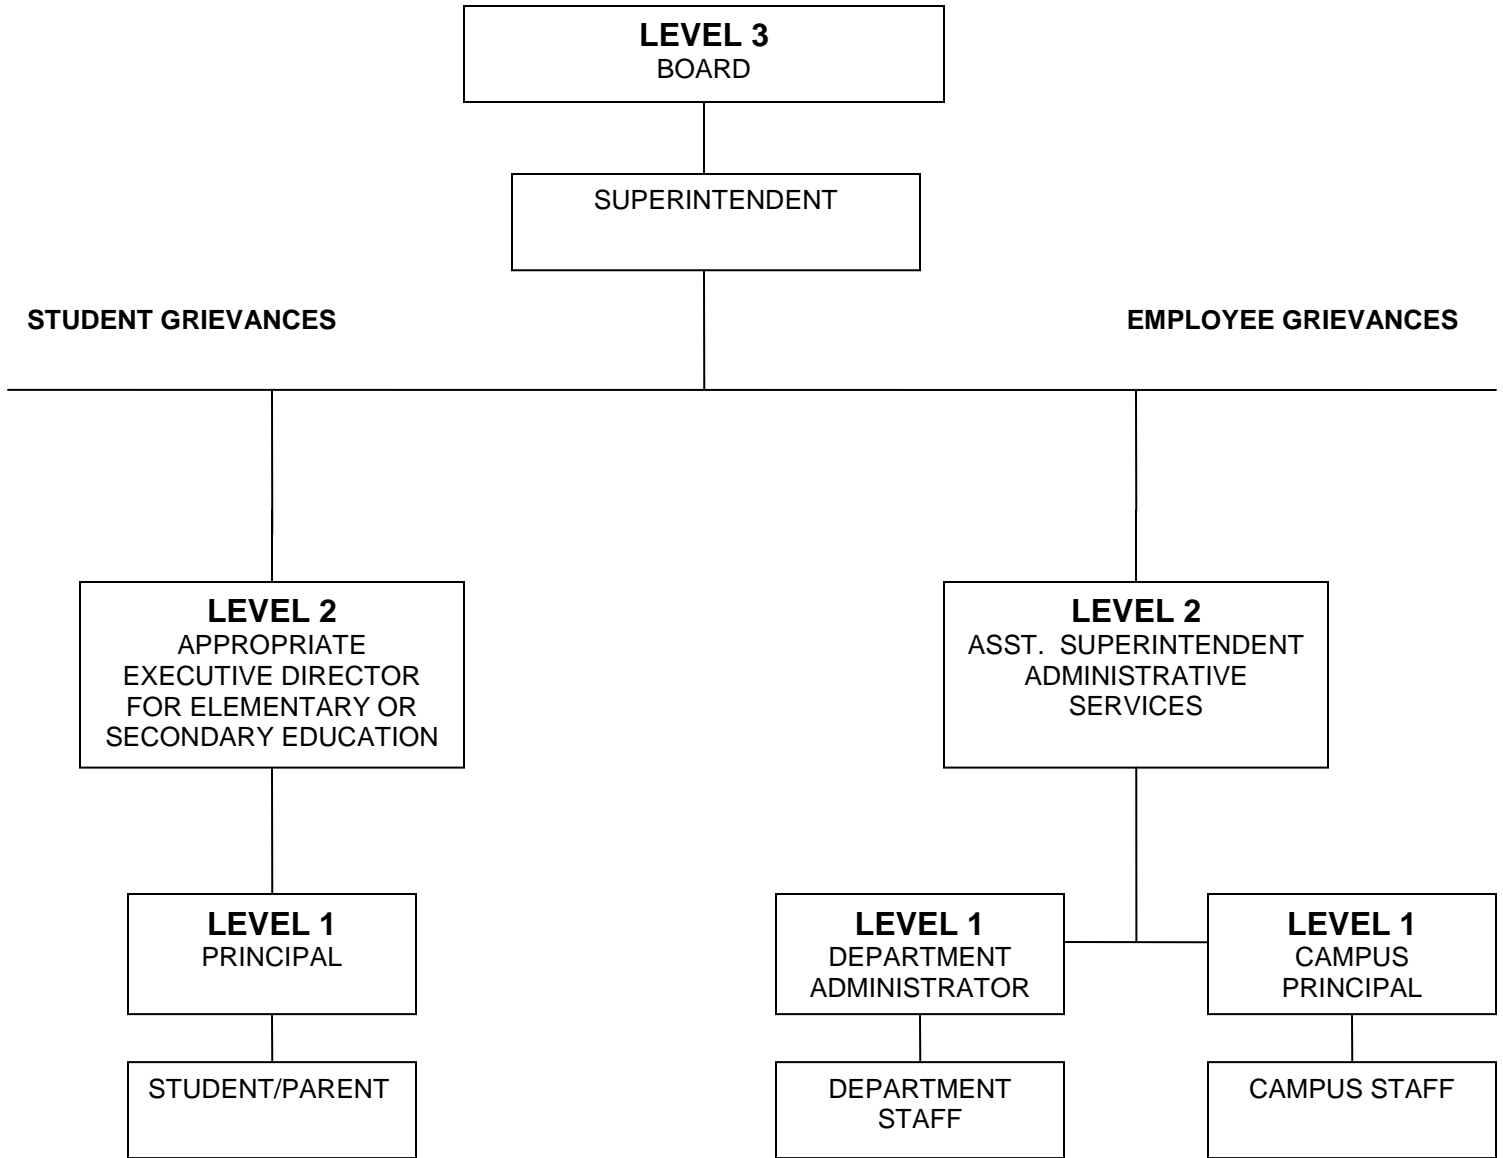 LEVEL 3
BOARD
SUPERINTENDENT
STUDENT GRIEVANCES
EMPLOYEE GRIEVANCES
LEVEL 2
APPROPRIATE
EXECUTIVE DIRECTOR
FOR ELEMENTARY OR
SECONDARY EDUCATION
LEVEL 2
ASST. SUPERINTENDENT
ADMINISTRATIVE
SERVICES
LEVEL 1
PRINCIPAL
LEVEL 1
DEPARTMENT
ADMINISTRATOR
LEVEL 1
CAMPUS
PRINCIPAL
STUDENT/PARENT
DEPARTMENT
STAFF
CAMPUS STAFF